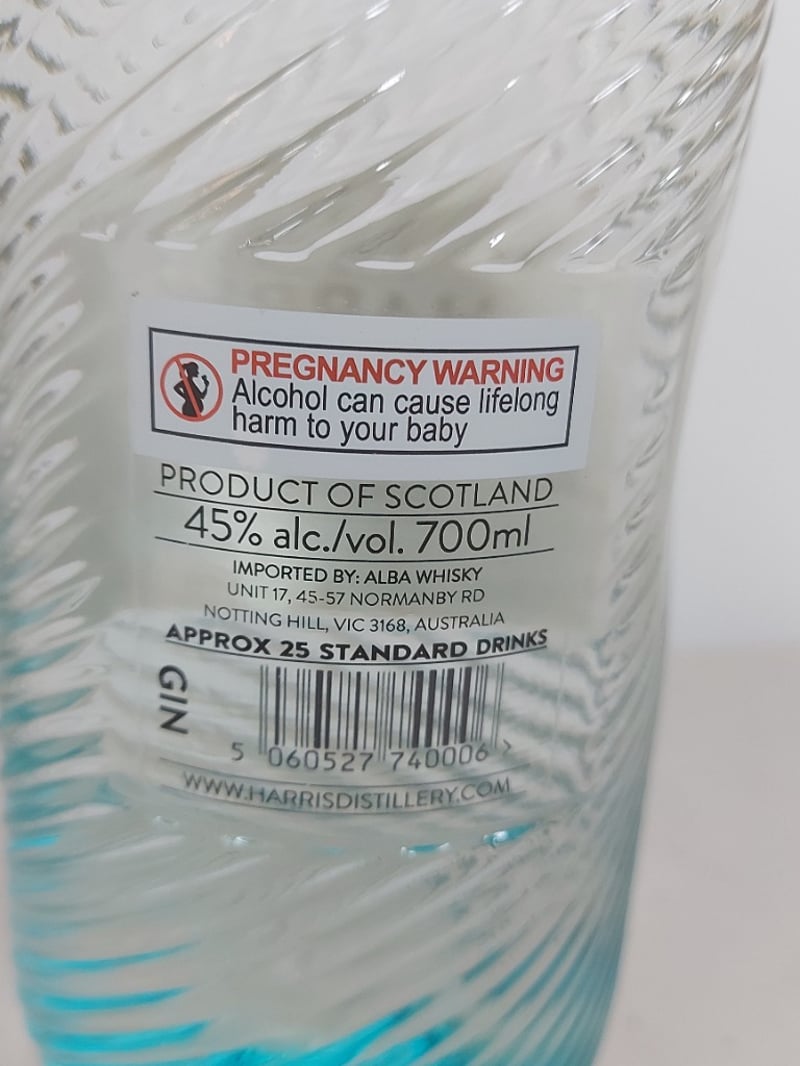 PREGNANCY WARNING
Alcohol can cause lifelong
harm to your baby
PRODUCT OF SCOTLAND
45% alc./vol. 700ml
IMPORTED BY: ALBA WHISKY
UNIT 17, 45-57 NORMANBY RD
NOTTING HILL, VIC 3168, AUSTRALIA
APPROX 25 STANDARD DRINKS
GIN
5 060527 740006 >
WWW.HARRISDISTILLERY.COM